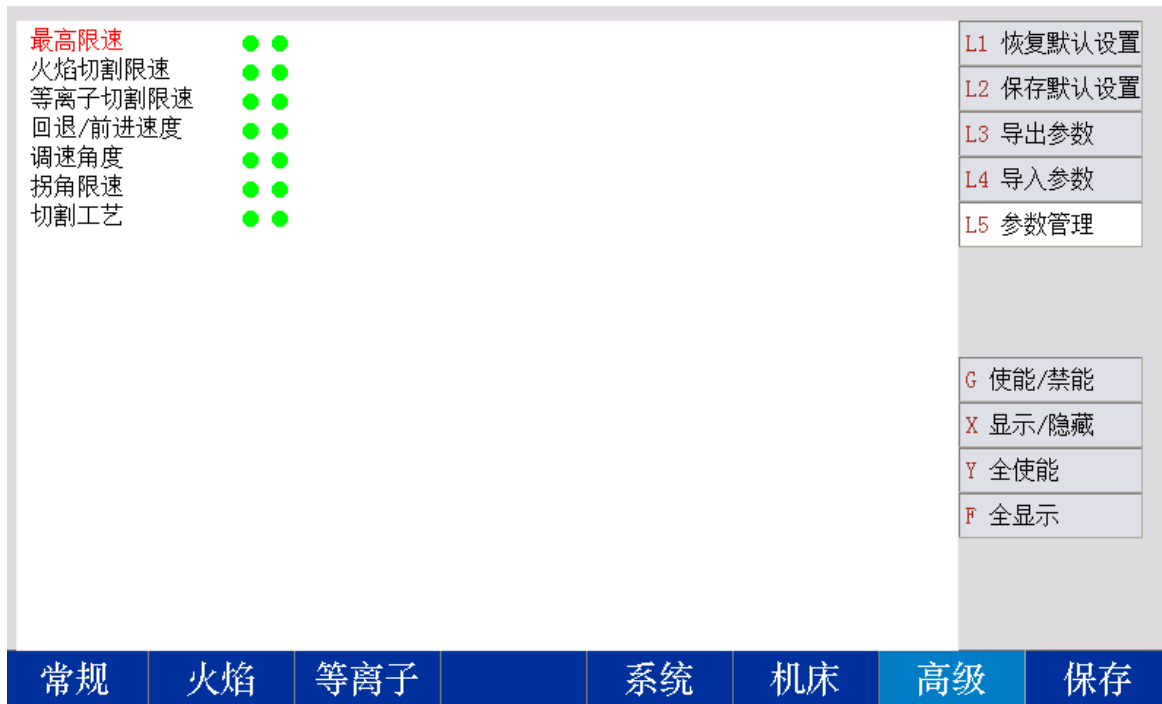 最高限速
火焰切割限速
等离子切割限速
回退/前进速度
调速角度
拐角限速
切割工艺
L1 恢复默认设置
L2 保存默认设置
L3 导出参数
L4 导入参数
L5 参数管理
G 使能/禁能
X 显示/隐藏
Y 全使能
F 全显示
常规 火焰 等离子 系统 机床 高级 保存